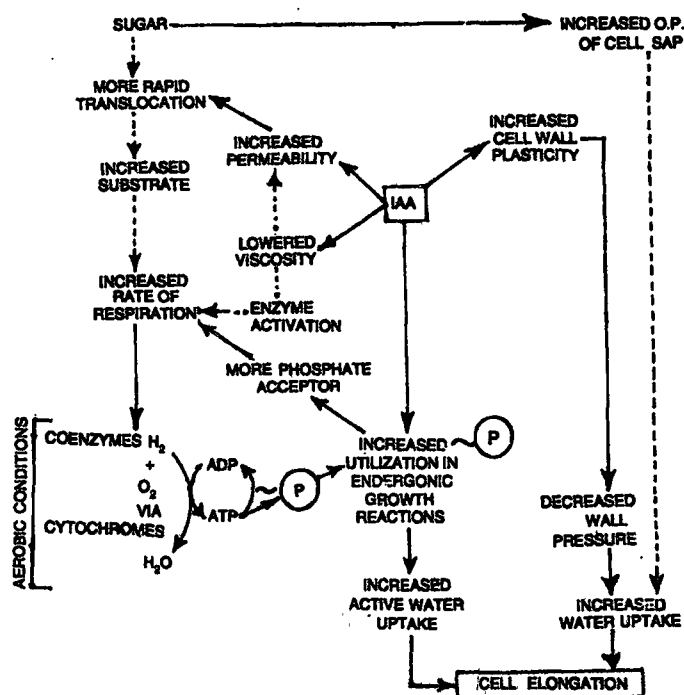 SUGAR
INCREASED O.P.
OF CELL SAP
MORE RAPID
TRANSLOCATION
INCREASED
PERMEABILITY
INCREASED
CELL WALL
PLASTICITY
INCREASED
SUBSTRATE
IAA
LOWERED
VISCOSITY
INCREASED
RATE OF
RESPIRATION
ENZYME
ACTIVATION
MORE PHOSPHATE
ACCEPTOR
AEROBIC CONDITIONS
COENZYMES H₂
+
O₂
VIA
CYTOCHROMES
H₂O
ADP
ATP
~ P
INCREASED ~ P
UTILIZATION IN
ENDERGONIC
GROWTH
REACTIONS
DECREASED
WALL
PRESSURE
INCREASED
ACTIVE WATER
UPTAKE
INCREASED
WATER UPTAKE
CELL ELONGATION